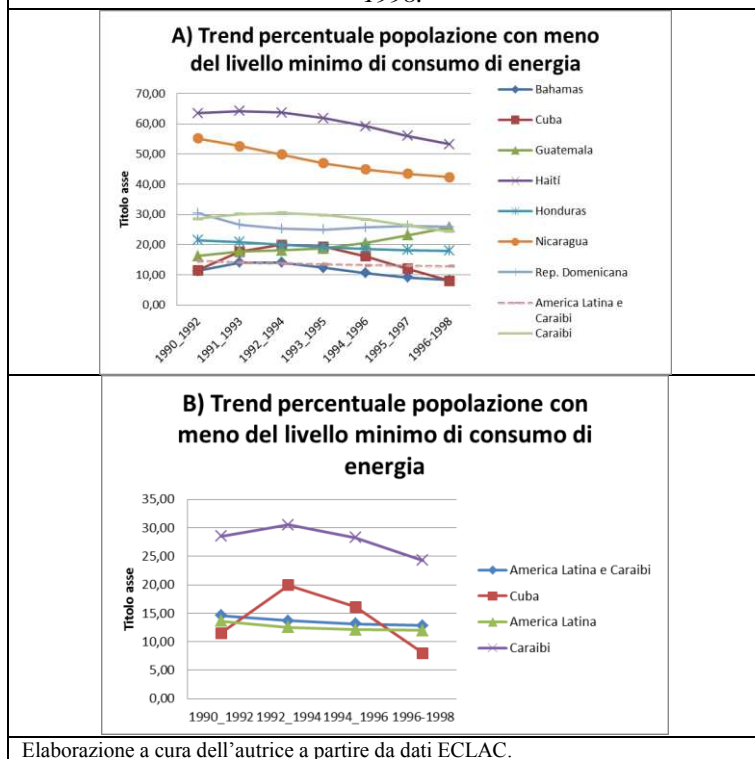 1998.
A) Trend percentuale popolazione con meno
del livello minimo di consumo di
energia
70,00
60,00
50,00
40,00
30,00
20,00
10,00
0,00
Titolo asse
1990_1992
1991_1993
1992_1994
1993_1995
1994_1996
1995_1997
1996-1998
Bahamas
Cuba
Guatemala
Haití
Honduras
Nicaragua
Rep. Domenicana
America Latina e
Caraibi
Caraibi
B) Trend percentuale popolazione con
meno del livello minimo di consumo di
energia
35,00
30,00
25,00
20,00
15,00
10,00
5,00
0,00
Titolo asse
1990_1992 1992_1994 1994_1996 1996-1998
America Latina e Caraibi
Cuba
America Latina
Caraibi
Elaborazione a cura dell'autrice a partire da dati ECLAC.